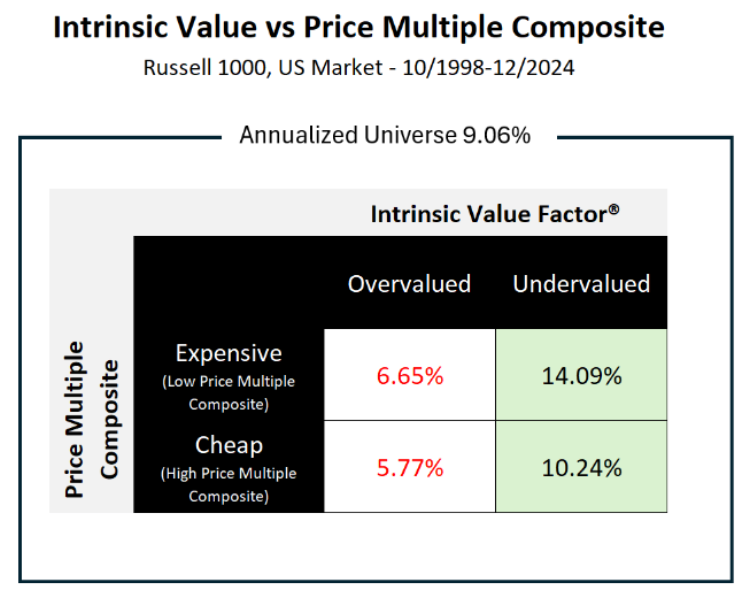 Intrinsic Value vs Price Multiple Composite
Russell 1000, US Market - 10/1998-12/2024
Annualized Universe 9.06%
Intrinsic Value Factor®
Overvalued Undervalued
Price Multiple
Composite
Expensive
(Low Price Multiple
Composite)
6.65% 14.09%
Cheap
(High Price Multiple
Composite)
5.77% 10.24%